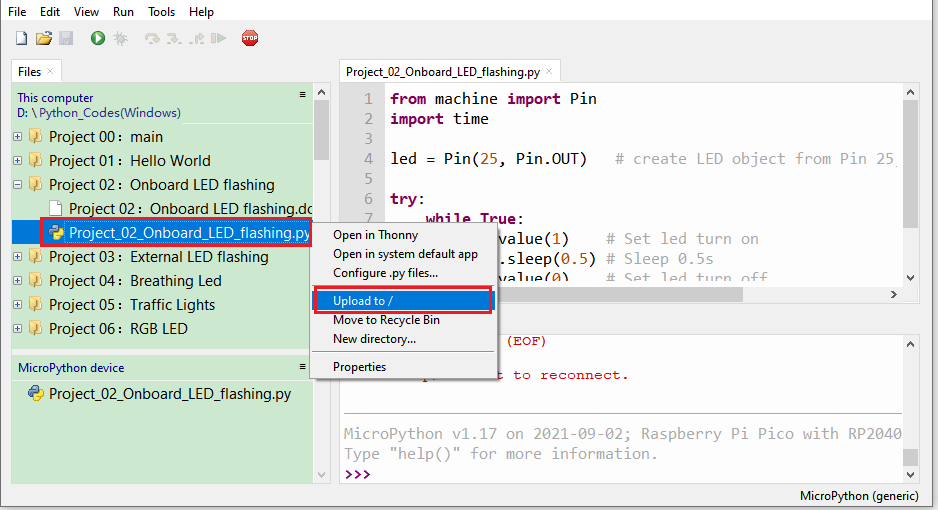 File Edit View Run Tools Help
STOP
Files ×
This computer
D: \Python_Codes(Windows)
Project 00：main
Project 01：Hello World
Project 02：Onboard LED flashing
Project 02：Onboard LED flashing.dc
Project_02_Onboard_LED_flashing.py
Project 03：External LED flashing
Project 04：Breathing Led
Project 05：Traffic Lights
Project 06：RGB LED
MicroPython device
Project_02_Onboard_LED_flashing.py
Open in Thonny
Open in system default app
Configure .py files...
Upload to /
Move to Recycle Bin
New directory...
Properties
Project_02_Onboard_LED_flashing.py ×
1 from machine import Pin
2 import time
3
4 led = Pin(25, Pin.OUT) # create LED object from Pin 25,
5
6 try:
7 while True:
value(1) # Set led turn on
.sleep(0.5) # Sleep 0.5s
value(0) # Set led turn off
(EOF)
to reconnect.
MicroPython v1.17 on 2021-09-02; Raspberry Pi Pico with RP2040
Type "help()" for more information.
>>>
MicroPython (generic)